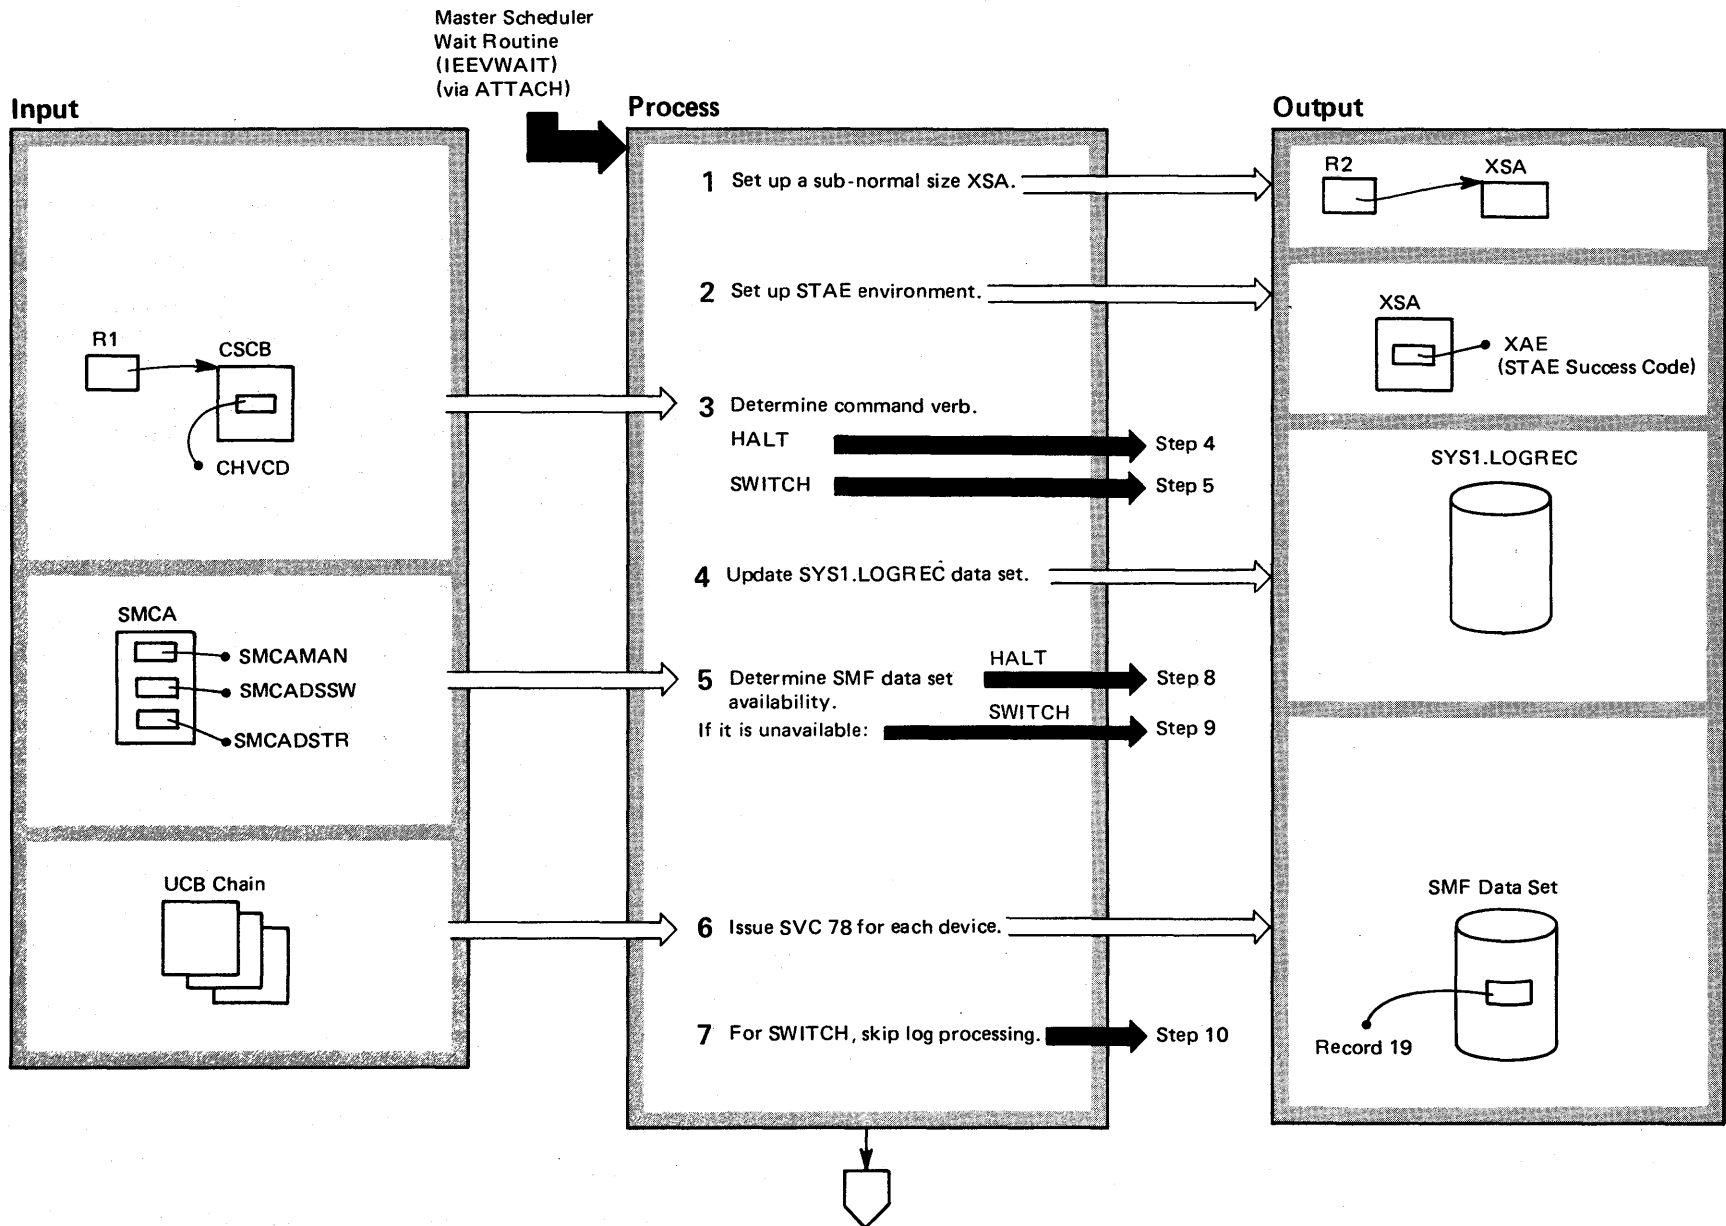 Master Scheduler
Wait Routine
(IEEVWAIT)
(via ATTACH)
Input
Process
Output
R1
CSCB
CHVCD
SMCA
SMCAMAN
SMCADSSW
SMCADSTR
UCB Chain
1 Set up a sub-normal size XSA.
2 Set up STAE environment.
3 Determine command verb.
HALT Step 4
SWITCH Step 5
4 Update SYS1.LOGREC data set.
5 Determine SMF data set
availability.
HALT Step 8
If it is unavailable: SWITCH Step 9
6 Issue SVC 78 for each device.
7 For SWITCH, skip log processing. Step 10
R2
XSA
XSA
XAE
(STAE Success Code)
SYS1.LOGREC
SMF Data Set
Record 19